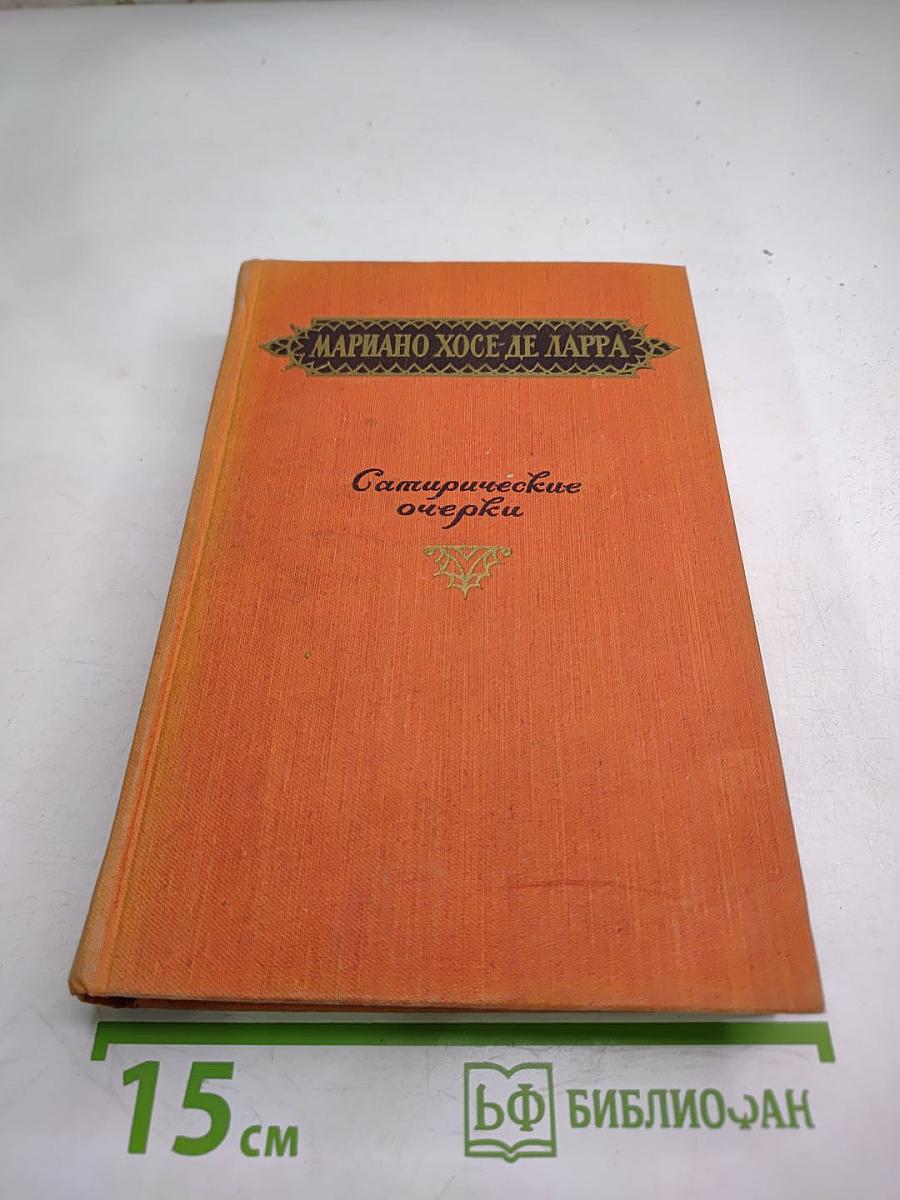 МАРИАНО ХОСЕ-ДЕ ЛАРРА
Сатирические
очерки
15 см
БФ БИБЛИОФАН